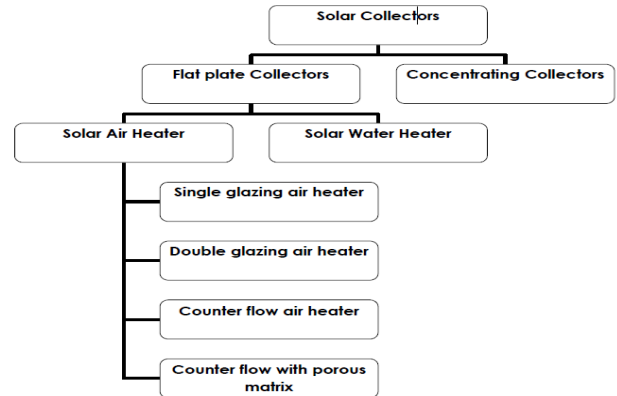 Solar Collectors
Flat plate Collectors
Concentrating Collectors
Solar Air Heater
Solar Water Heater
Single glazing air heater
Double glazing air heater
Counter flow air heater
Counter flow with porous
matrix